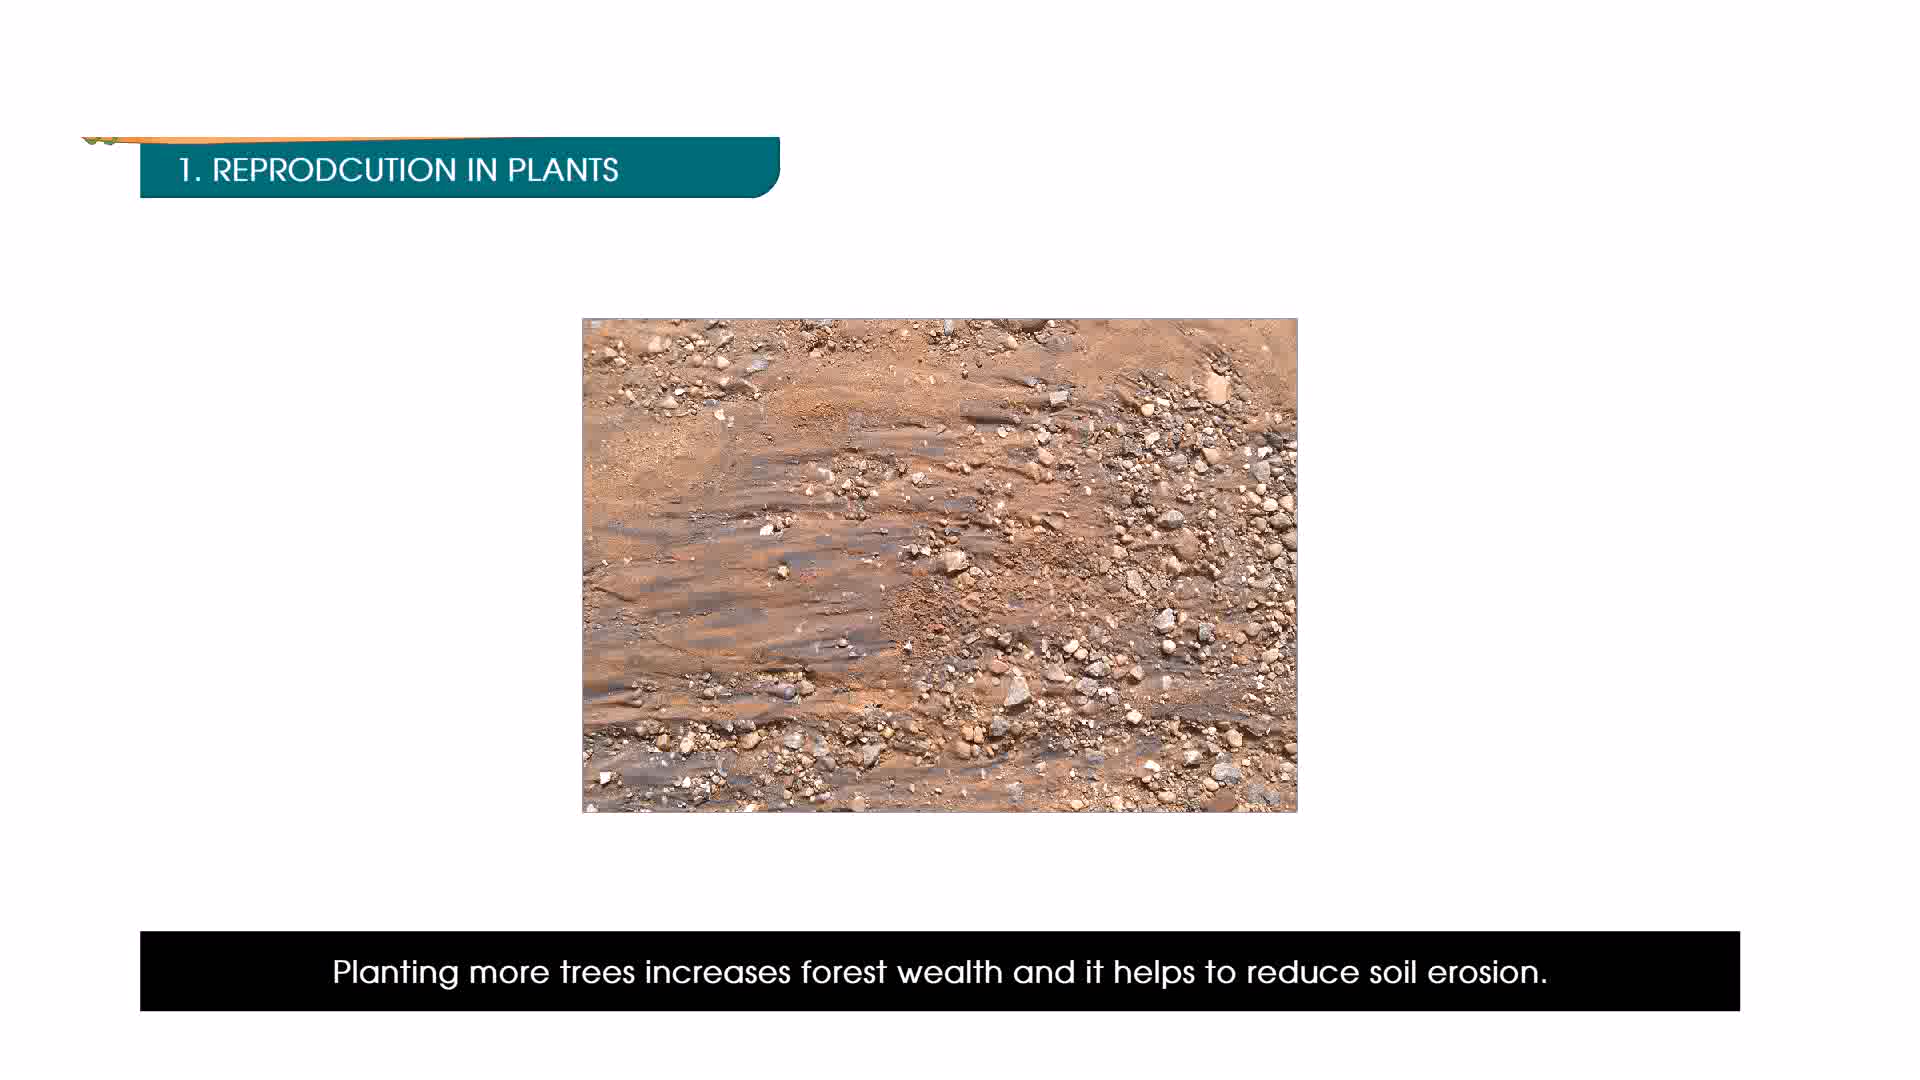 1. REPRODCUTION IN PLANTS
Planting more trees increases forest wealth and it helps to reduce soil erosion.